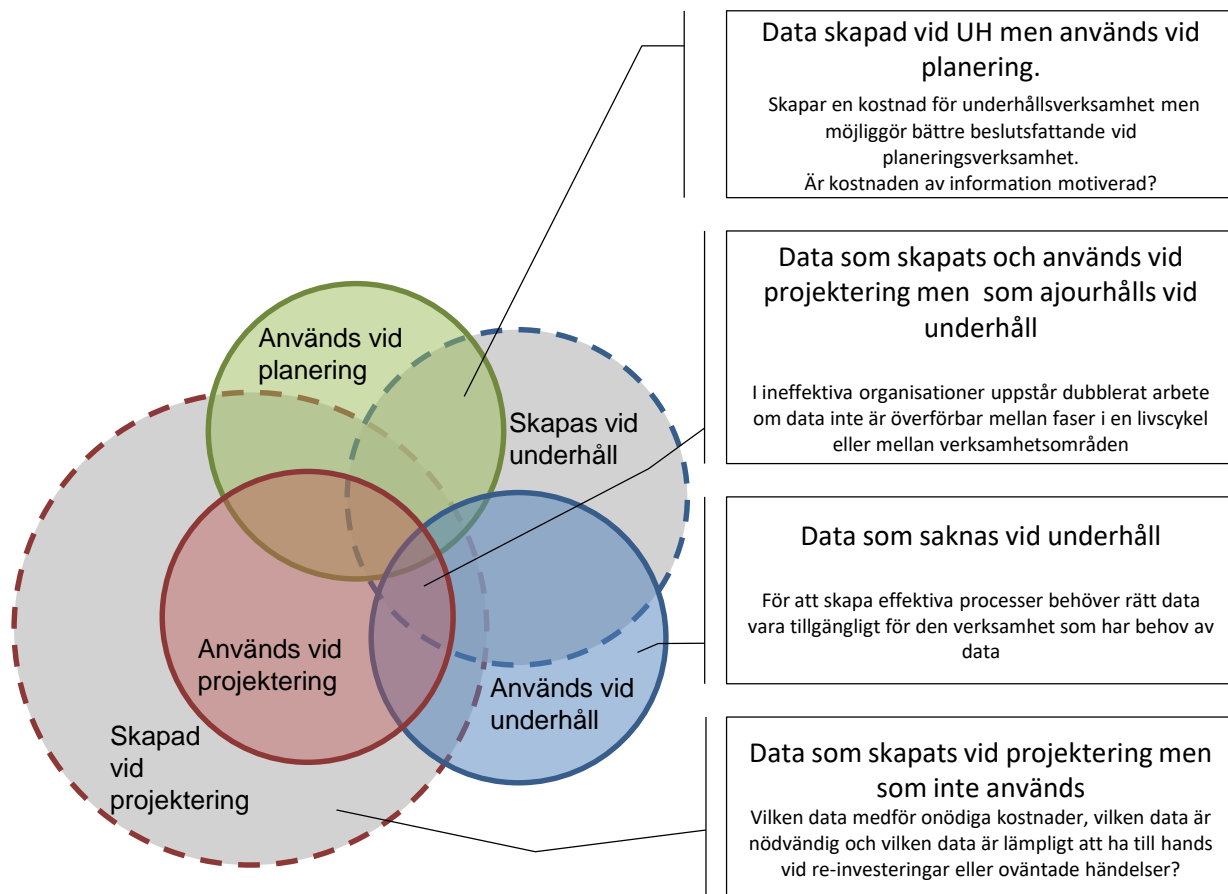 Data skapad vid UH men används vid
planering.
Skapar en kostnad för underhållsverksamhet men
möjliggör bättre beslutsfattande vid
planeringsverksamhet.
Är kostnaden av information motiverad?
Data som skapats och används vid
projektering men som ajourhålls vid
underhåll
I ineffektiva organisationer uppstår dubblerat arbete
om data inte är överförbar mellan faser i en livscykel
eller mellan verksamhetsområden
Data som saknas vid underhåll
För att skapa effektiva processer behöver rätt data
vara tillgängligt för den verksamhet som har behov av
data
Data som skapats vid projektering men
som inte används
Vilken data medför onödiga kostnader, vilken data är
nödvändig och vilken data är lämpligt att ha till hands
vid re-investeringar eller oväntade händelser?
Används vid
planering
Skapas vid
underhåll
Används vid
projektering
Används vid
underhåll
Skapad
vid
projektering